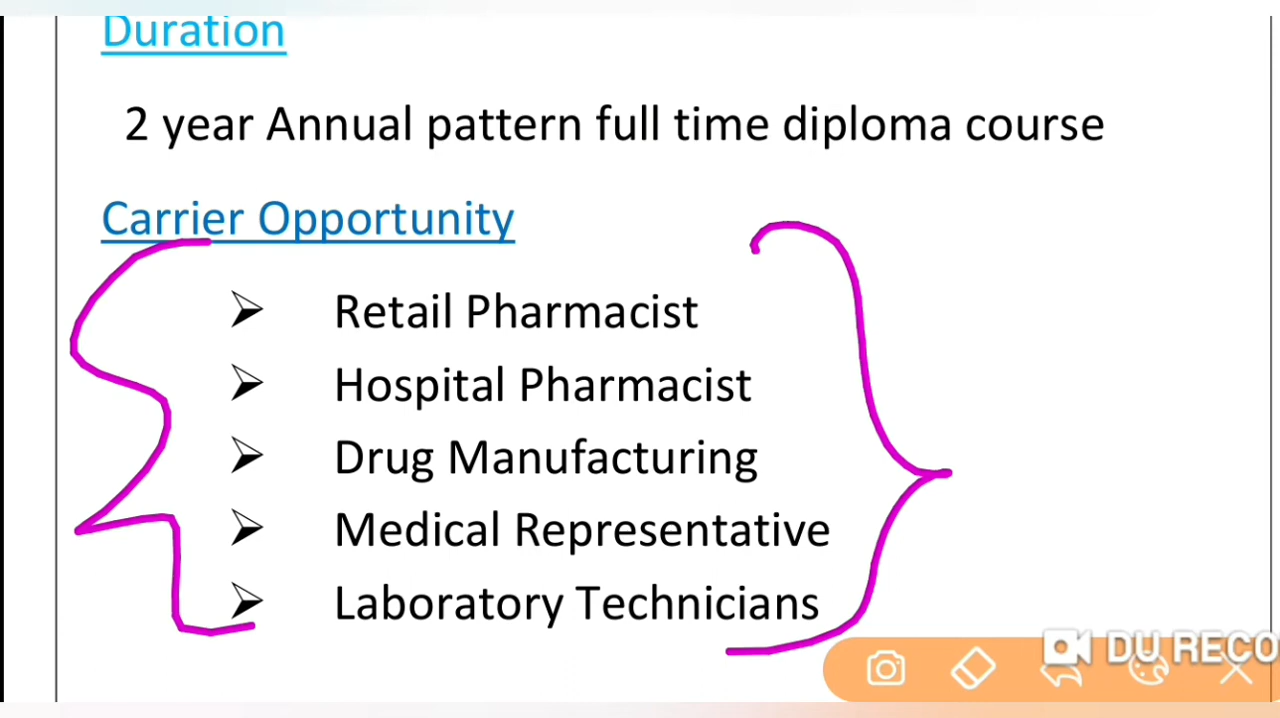 Duration
2 year Annual pattern full time diploma course
Carrier Opportunity
Retail Pharmacist
Hospital Pharmacist
Drug Manufacturing
Medical Representative
Laboratory Technicians
DU RECO